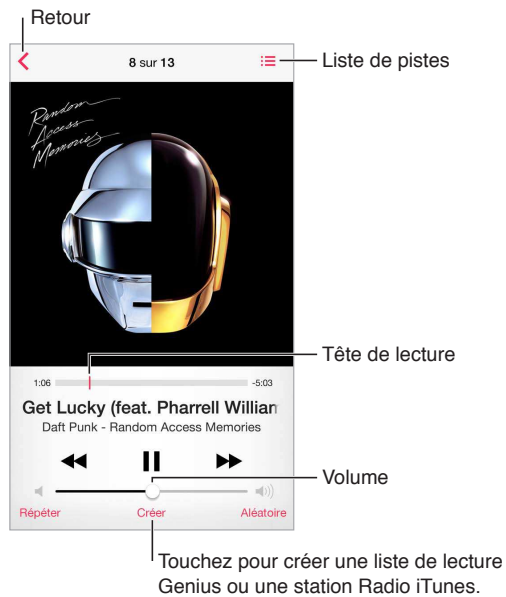 Retour
8 sur 13
Liste de pistes
Random
Access
Memories
Tête de lecture
1:06
-5:03
Get Lucky (feat. Pharrell William
Daft Punk - Random Access Memories
Volume
Répéter
Créer
Aléatoire
Touchez pour créer une liste de lecture
Genius ou une station Radio iTunes.